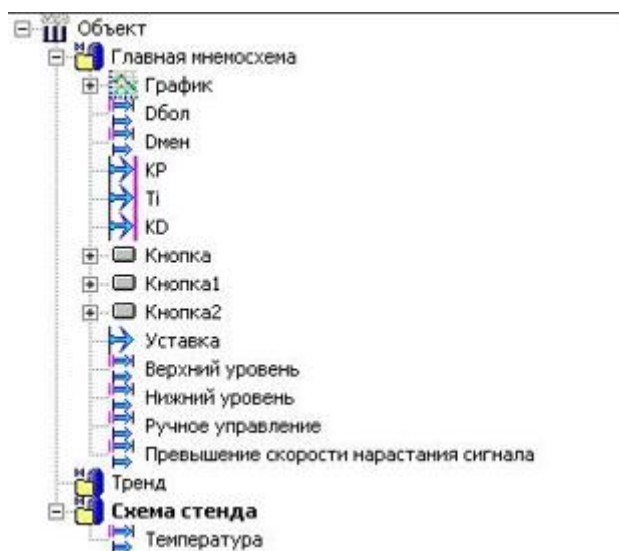 Объект
Главная мнемосхема
График
Dбол
Dмен
KP
Ti
KD
Кнопка
Кнопка1
Кнопка2
Уставка
Верхний уровень
Нижний уровень
Ручное управление
Превышение скорости нарастания сигнала
Тренд
Схема стенда
Температура